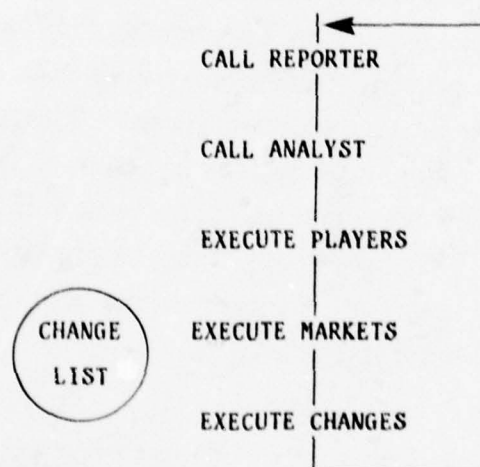 CALL REPORTER
CALL ANALYST
EXECUTE PLAYERS
CHANGE
LIST
EXECUTE MARKETS
EXECUTE CHANGES